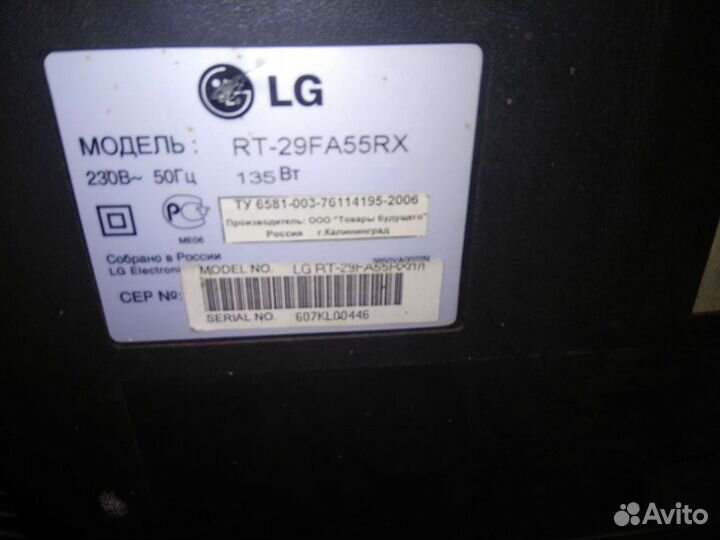 LG
МОДЕЛЬ : RT-29FA55RX
230В~ 50Гц 135 Вт
ТУ 6581-003-76114195-2006
Производитель: ООО "Товары будущего"
Россия г.Калининград
МЕ06
Собрано в России
LG Electroni
MODEL NO. LG RT-29FA55RX
СЕР №:
SERIAL NO. 607KL00446
Avito